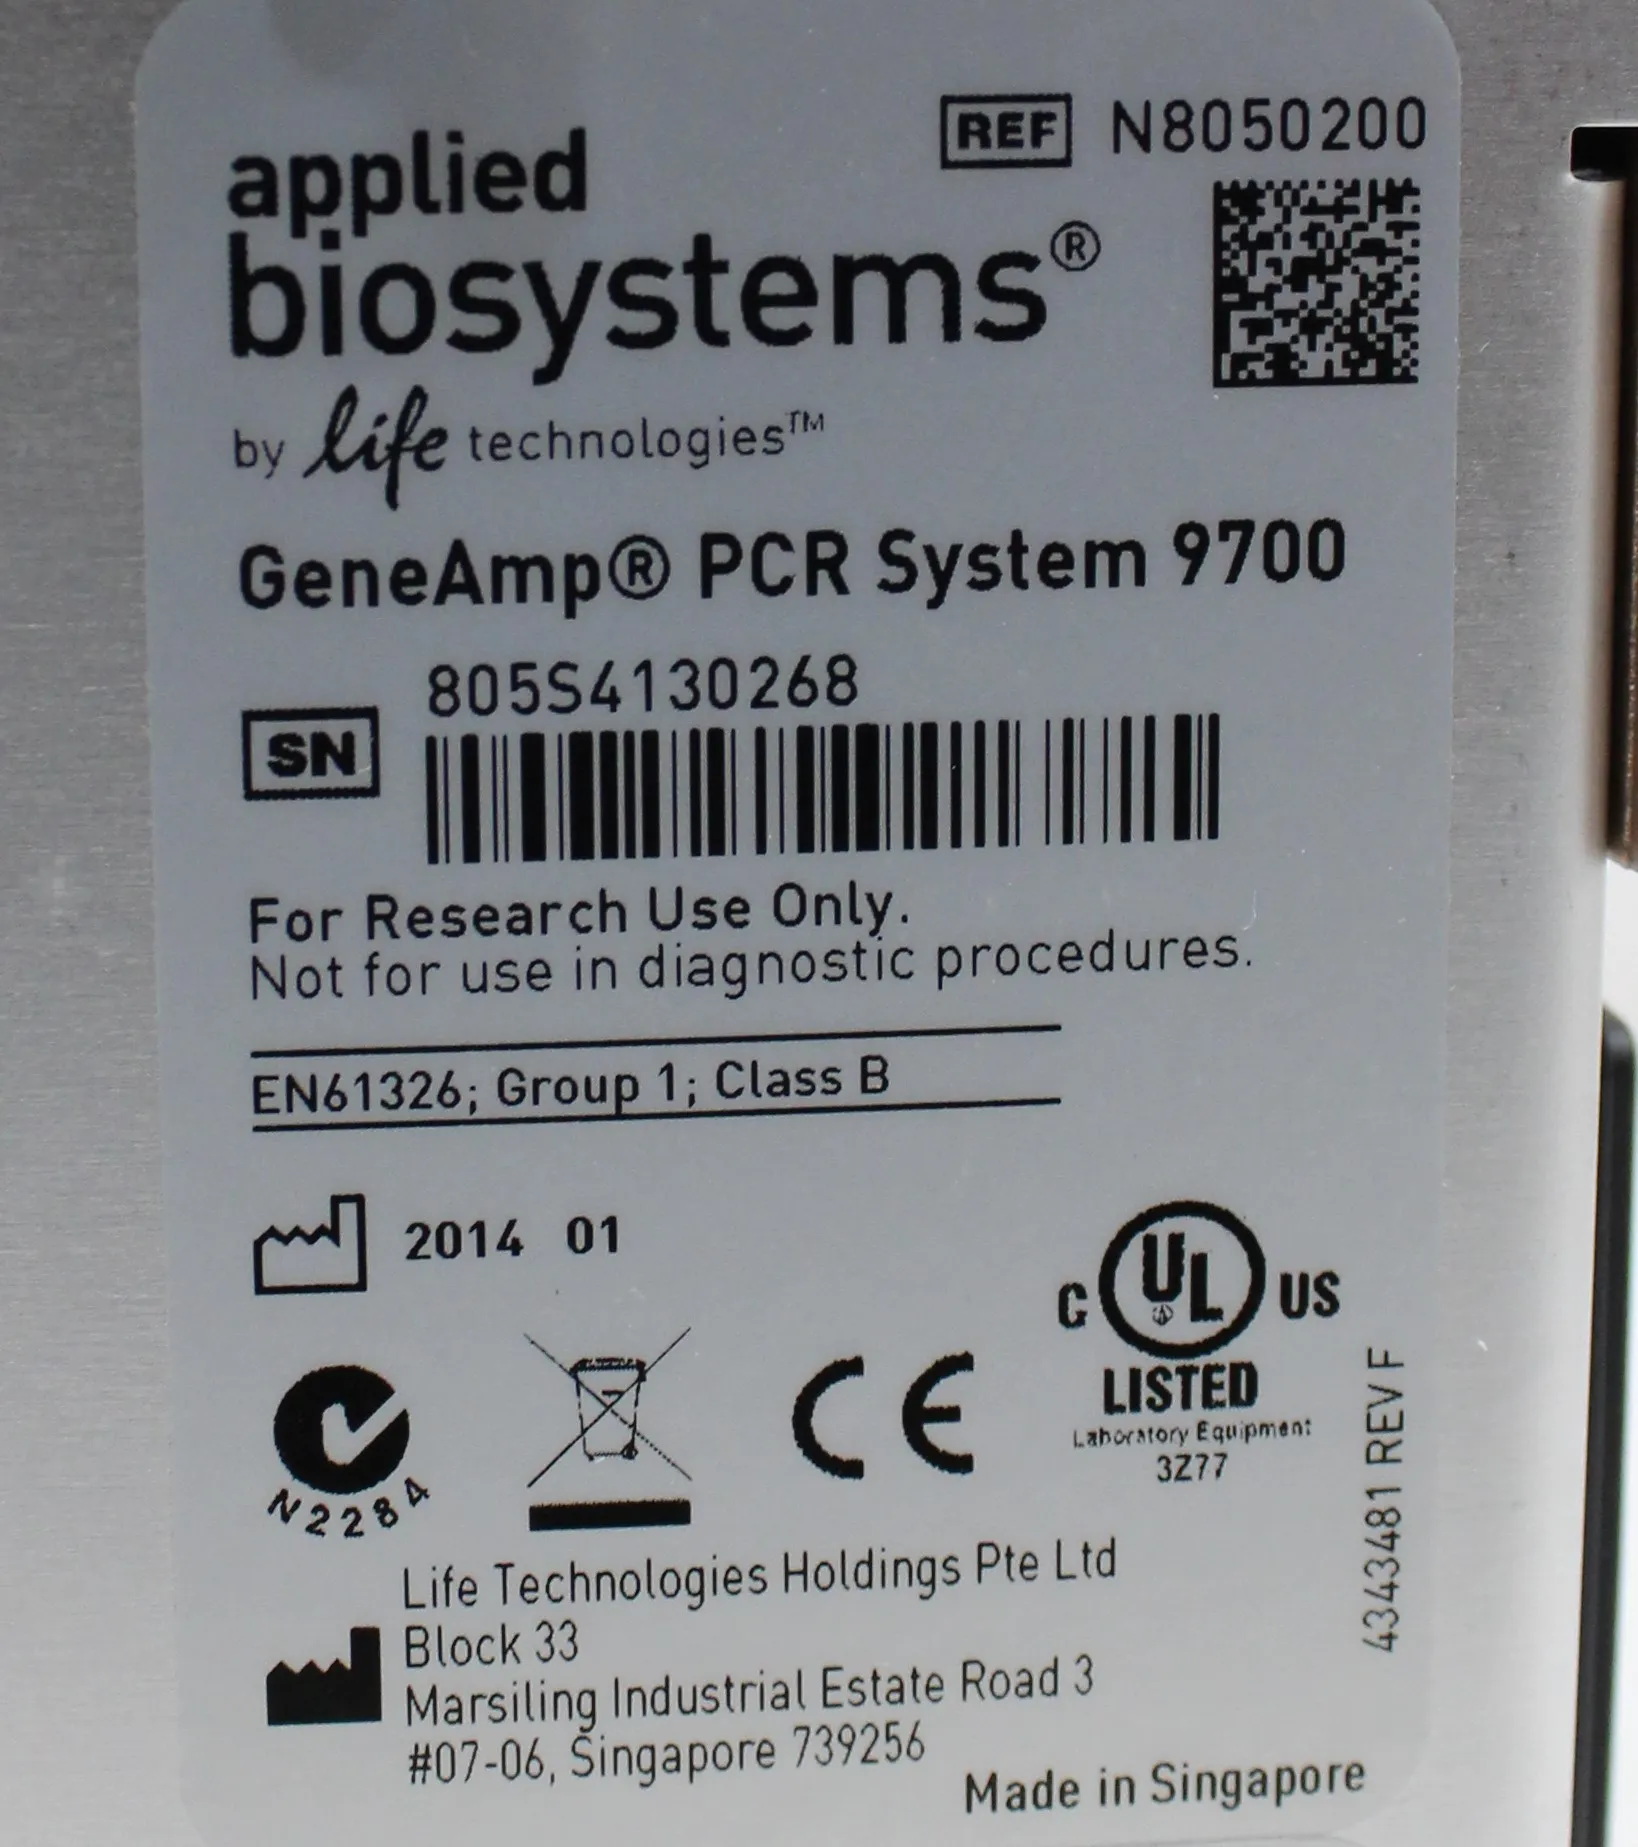 REF N8050200
applied
biosystems®
by life technologies™
GeneAmp® PCR System 9700
805S4130268
SN
For Research Use Only.
Not for use in diagnostic procedures.
EN61326; Group 1; Class B
2014 01
C UL US
LISTED
Laboratory Equipment
3Z77
N2284
CE
4343481 REV F
Life Technologies Holdings Pte Ltd
Block 33
Marsiling Industrial Estate Road 3
#07-06, Singapore 739256
Made in Singapore